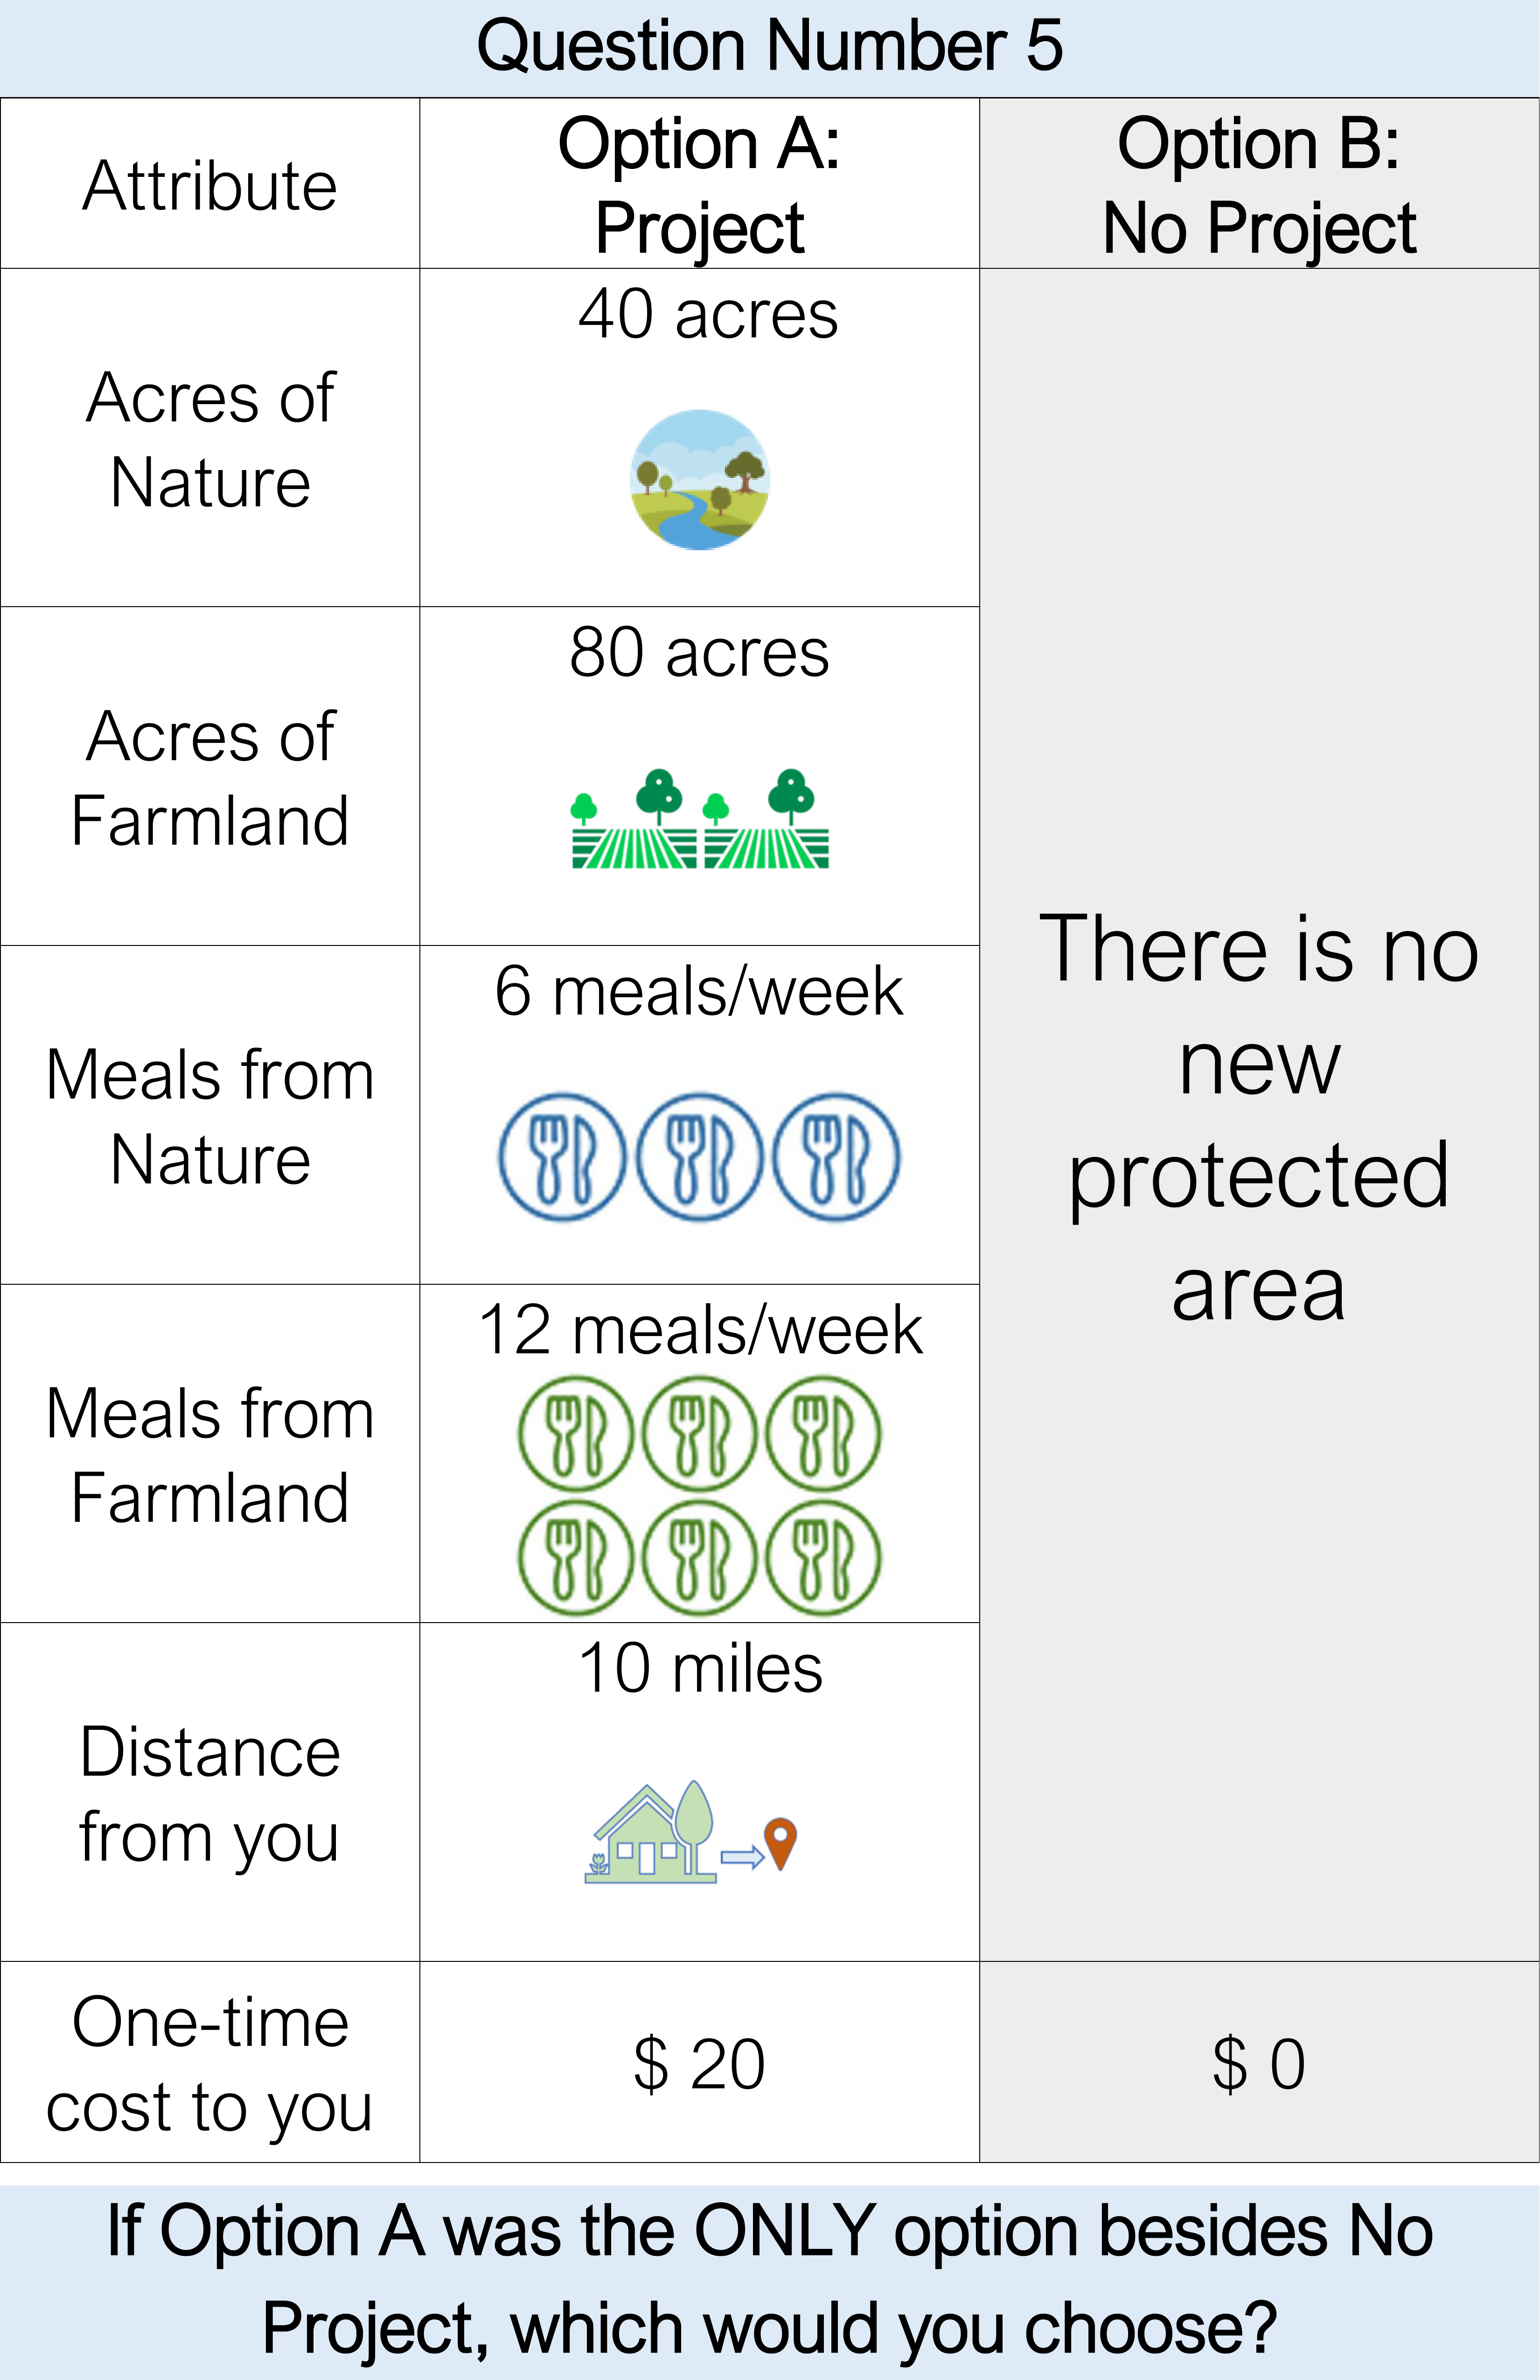 Question Number 5
Attribute
Option A:
Project
Option B:
No Project
Acres of
Nature
40 acres
Acres of
Farmland
80 acres
Meals from
Nature
6 meals/week
Meals from
Farmland
12 meals/week
Distance
from you
10 miles
There is no
new
protected
area
One-time
cost to you
$ 20
$ 0
If Option A was the ONLY option besides No
Project, which would you choose?